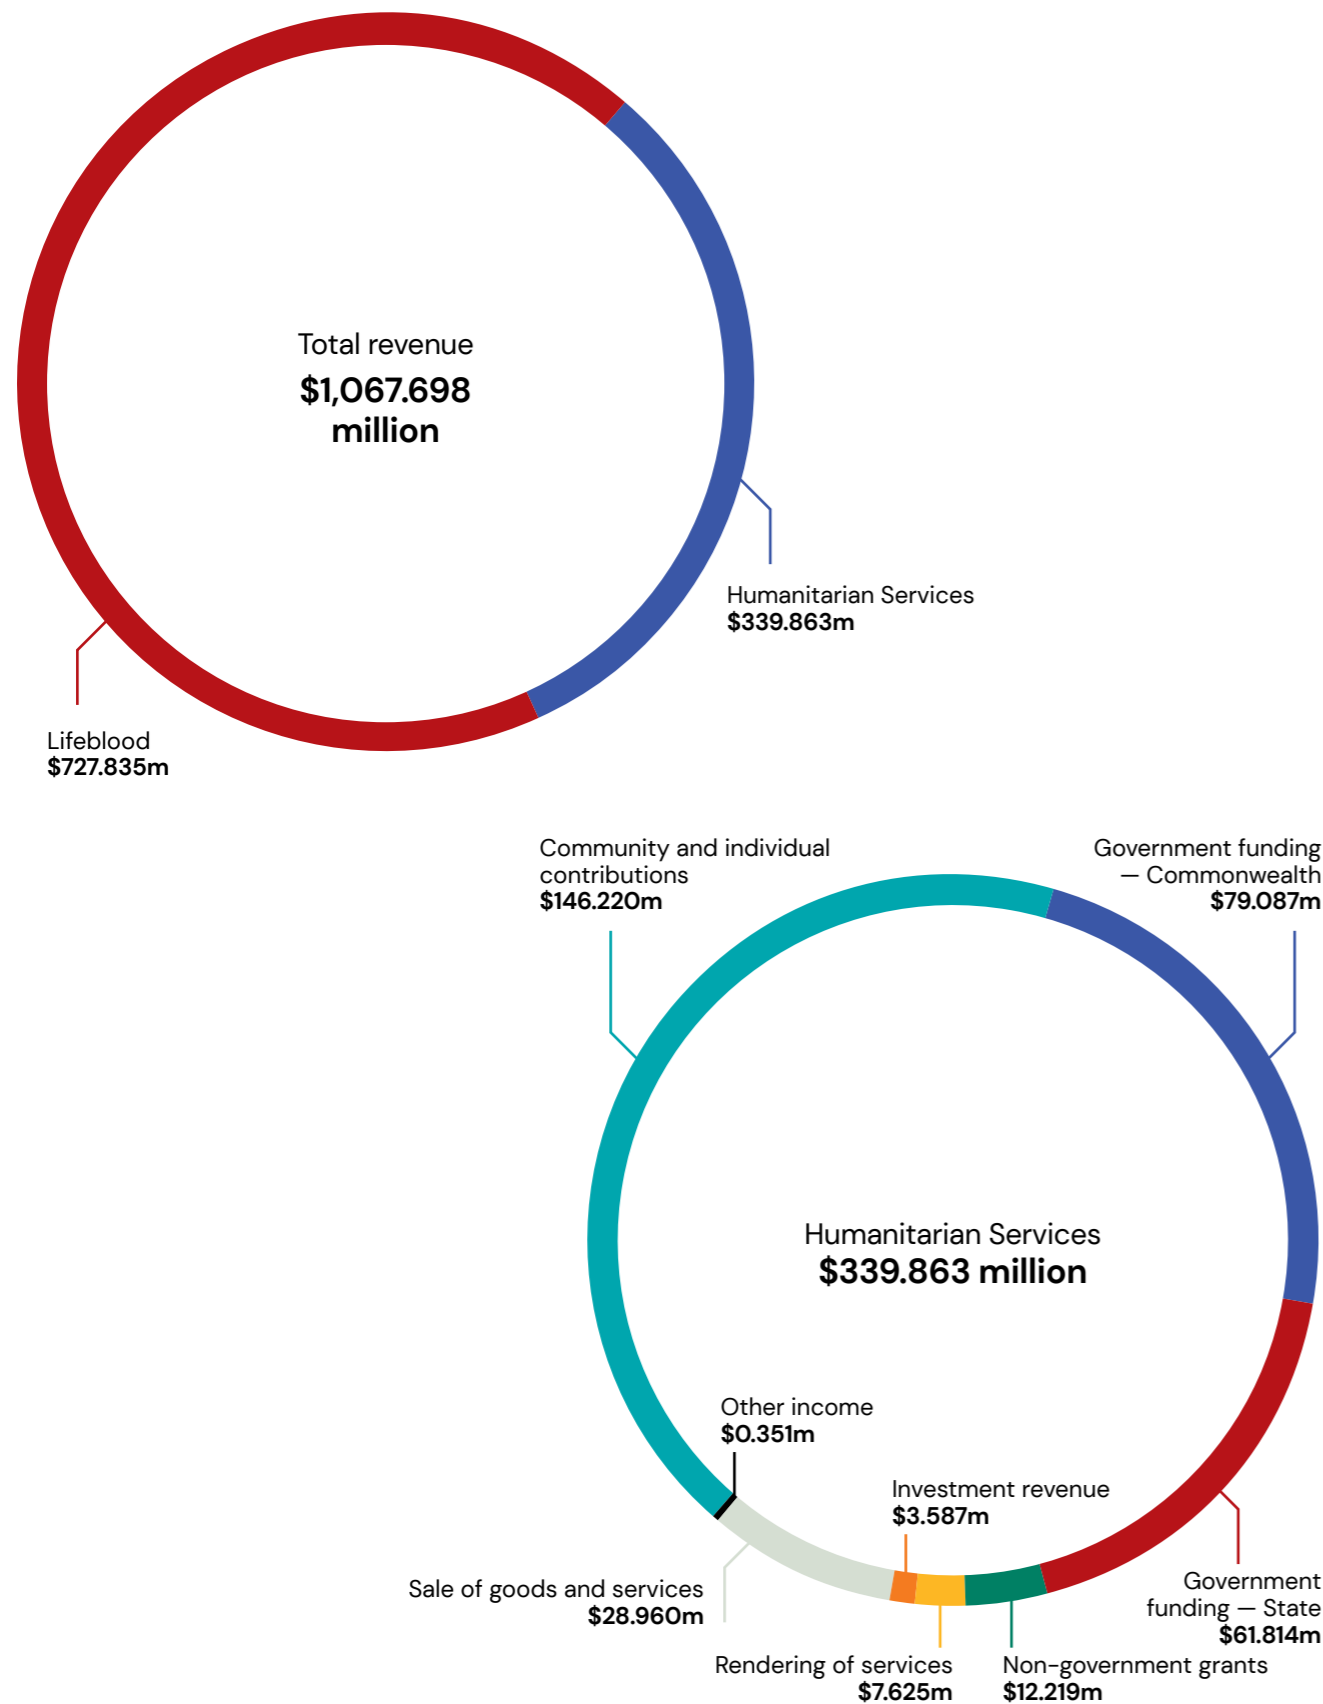 Total revenue
$1,067.698
million
Humanitarian Services
$339.863m
Lifeblood
$727.835m
Community and individual
contributions
$146.220m
Government funding
— Commonwealth
$79.087m
Humanitarian Services
$339.863 million
Other income
$0.351m
Investment revenue
$3.587m
Sale of goods and services
$28.960m
Government
funding — State
$61.814m
Rendering of services
$7.625m
Non-government grants
$12.219m